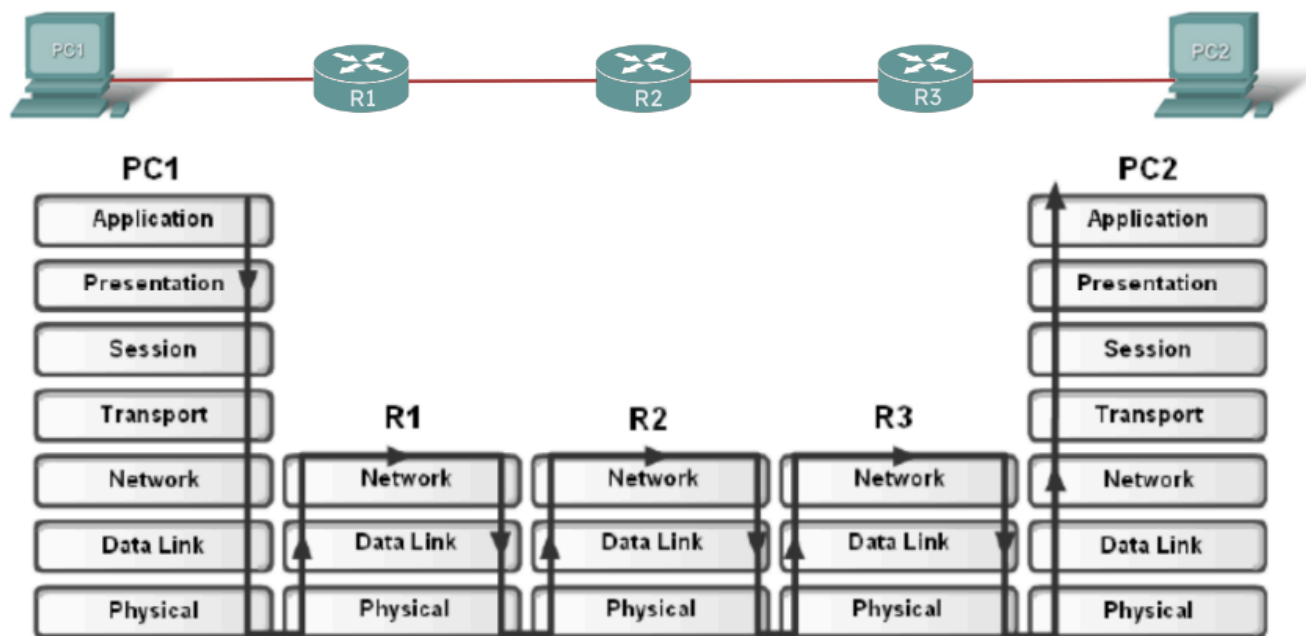 PC1
R1
R2
R3
PC2
PC1
PC2
Application
Application
Presentation
Presentation
Session
Session
Transport
R1
R2
R3
Transport
Network
Network
Network
Network
Network
Data Link
Data Link
Data Link
Data Link
Data Link
Physical
Physical
Physical
Physical
Physical